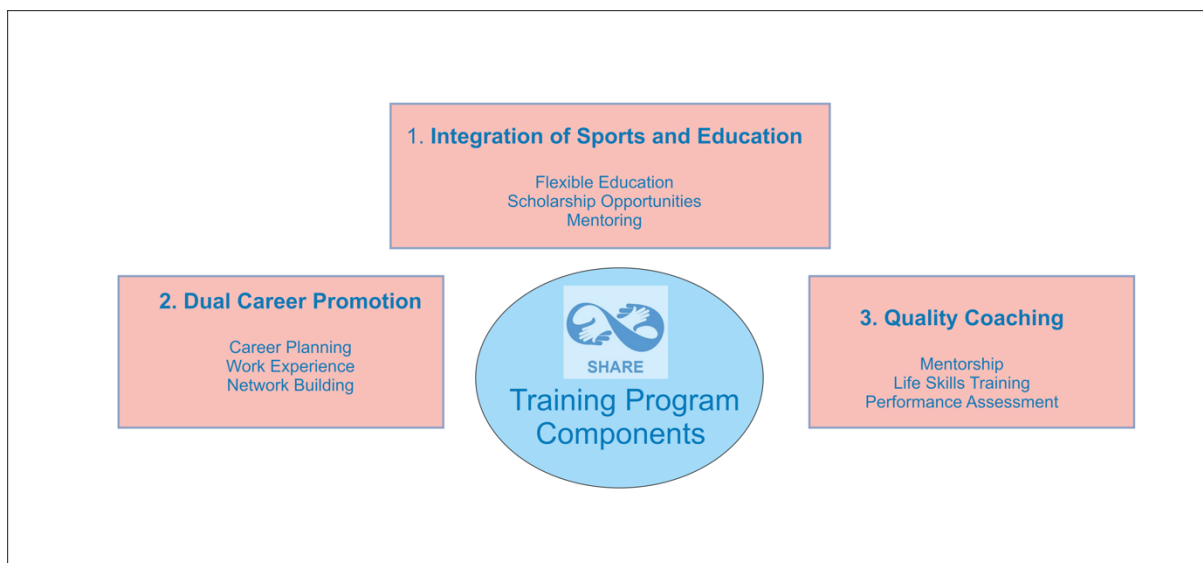 1. Integration of Sports and Education
Flexible Education
Scholarship Opportunities
Mentoring
2. Dual Career Promotion
Career Planning
Work Experience
Network Building
SHARE
Training Program
Components
3. Quality Coaching
Mentorship
Life Skills Training
Performance Assessment